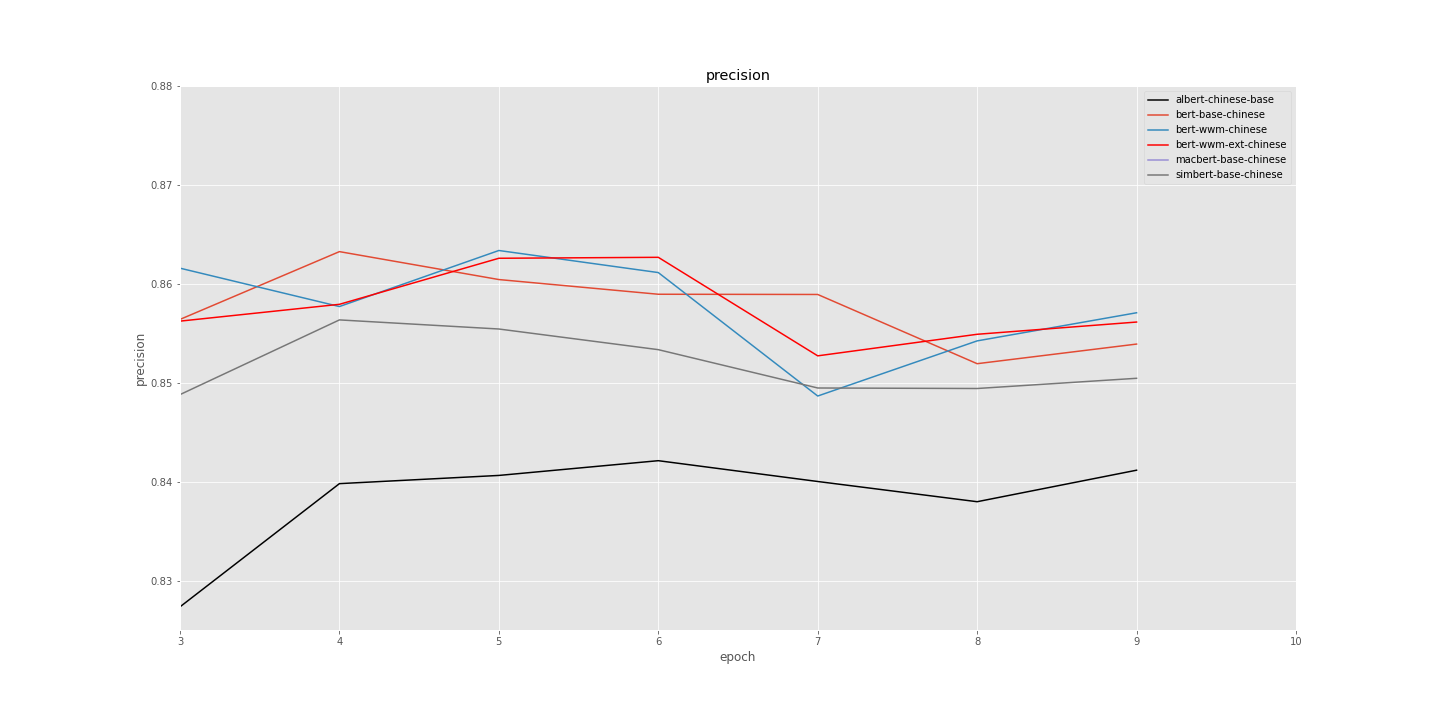 precision
0.88
0.87
0.86
0.85
0.84
0.83
precision
albert-chinese-base
bert-base-chinese
bert-wwm-chinese
bert-wwm-ext-chinese
macbert-base-chinese
simbert-base-chinese
3 4 5 6 7 8 9 10
epoch